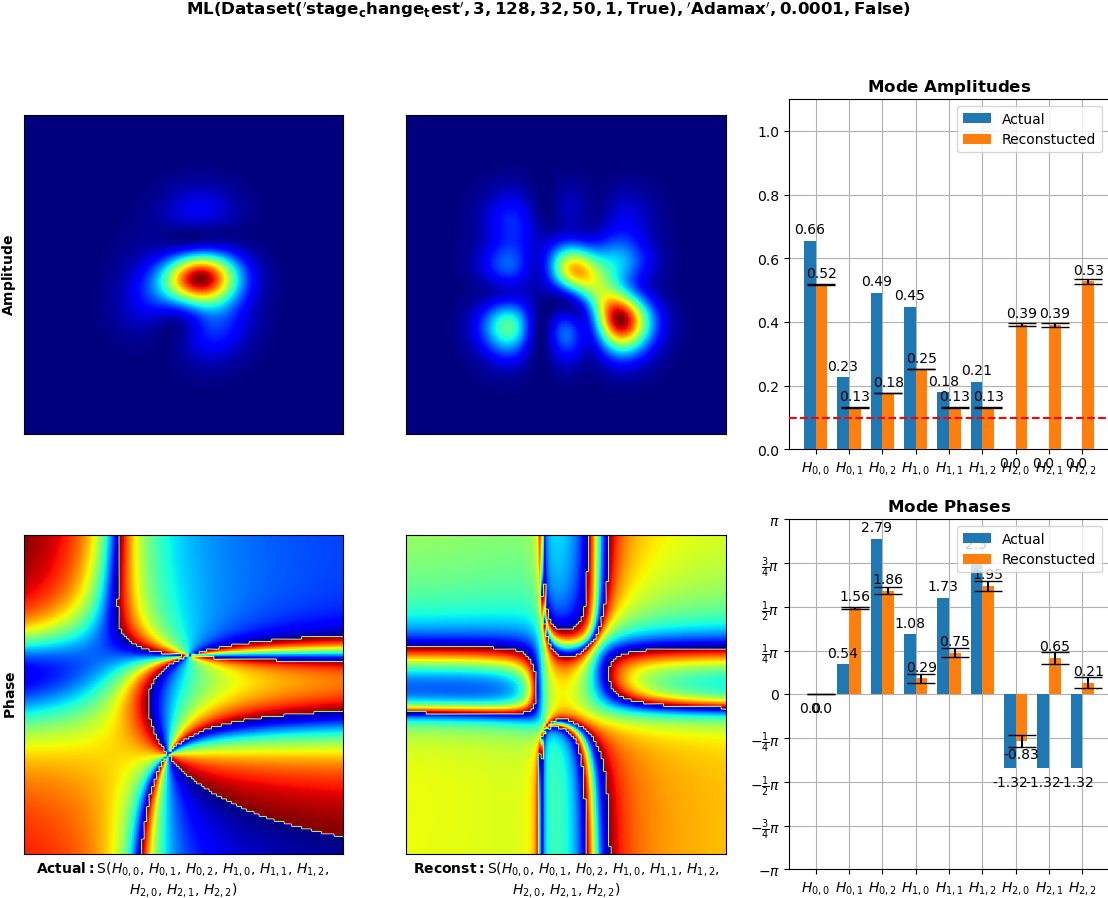 ML(Dataset('stage_change_test', 3, 128, 32, 50, 1, True), 'Adamax', 0.0001, False)
Amplitude
Mode Amplitudes
Actual
Reconstucted
1.0
0.8
0.6
0.4
0.2
0.0
0.66
0.52
0.23
0.13
0.49
0.18
0.45
0.25
0.18
0.13
0.21
0.13
0.39
0.39
0.53
0.0
0.0
0.0
H0,0 H0,1 H0,2 H1,0 H1,1 H1,2 H2,0 H2,1 H2,2
Phase
Mode Phases
Actual
Reconstucted
π
3/4π
1/2π
1/4π
0
−1/4π
−1/2π
−3/4π
−π
0.0
0.0
0.54
1.56
2.79
1.86
1.08
0.29
1.73
0.75
1.95
-1.32
-0.83
-1.32
0.65
-1.32
0.21
H0,0 H0,1 H0,2 H1,0 H1,1 H1,2 H2,0 H2,1 H2,2
Actual: S(H0,0, H0,1, H0,2, H1,0, H1,1, H1,2,
H2,0, H2,1, H2,2)
Reconst: S(H0,0, H0,1, H0,2, H1,0, H1,1, H1,2,
H2,0, H2,1, H2,2)